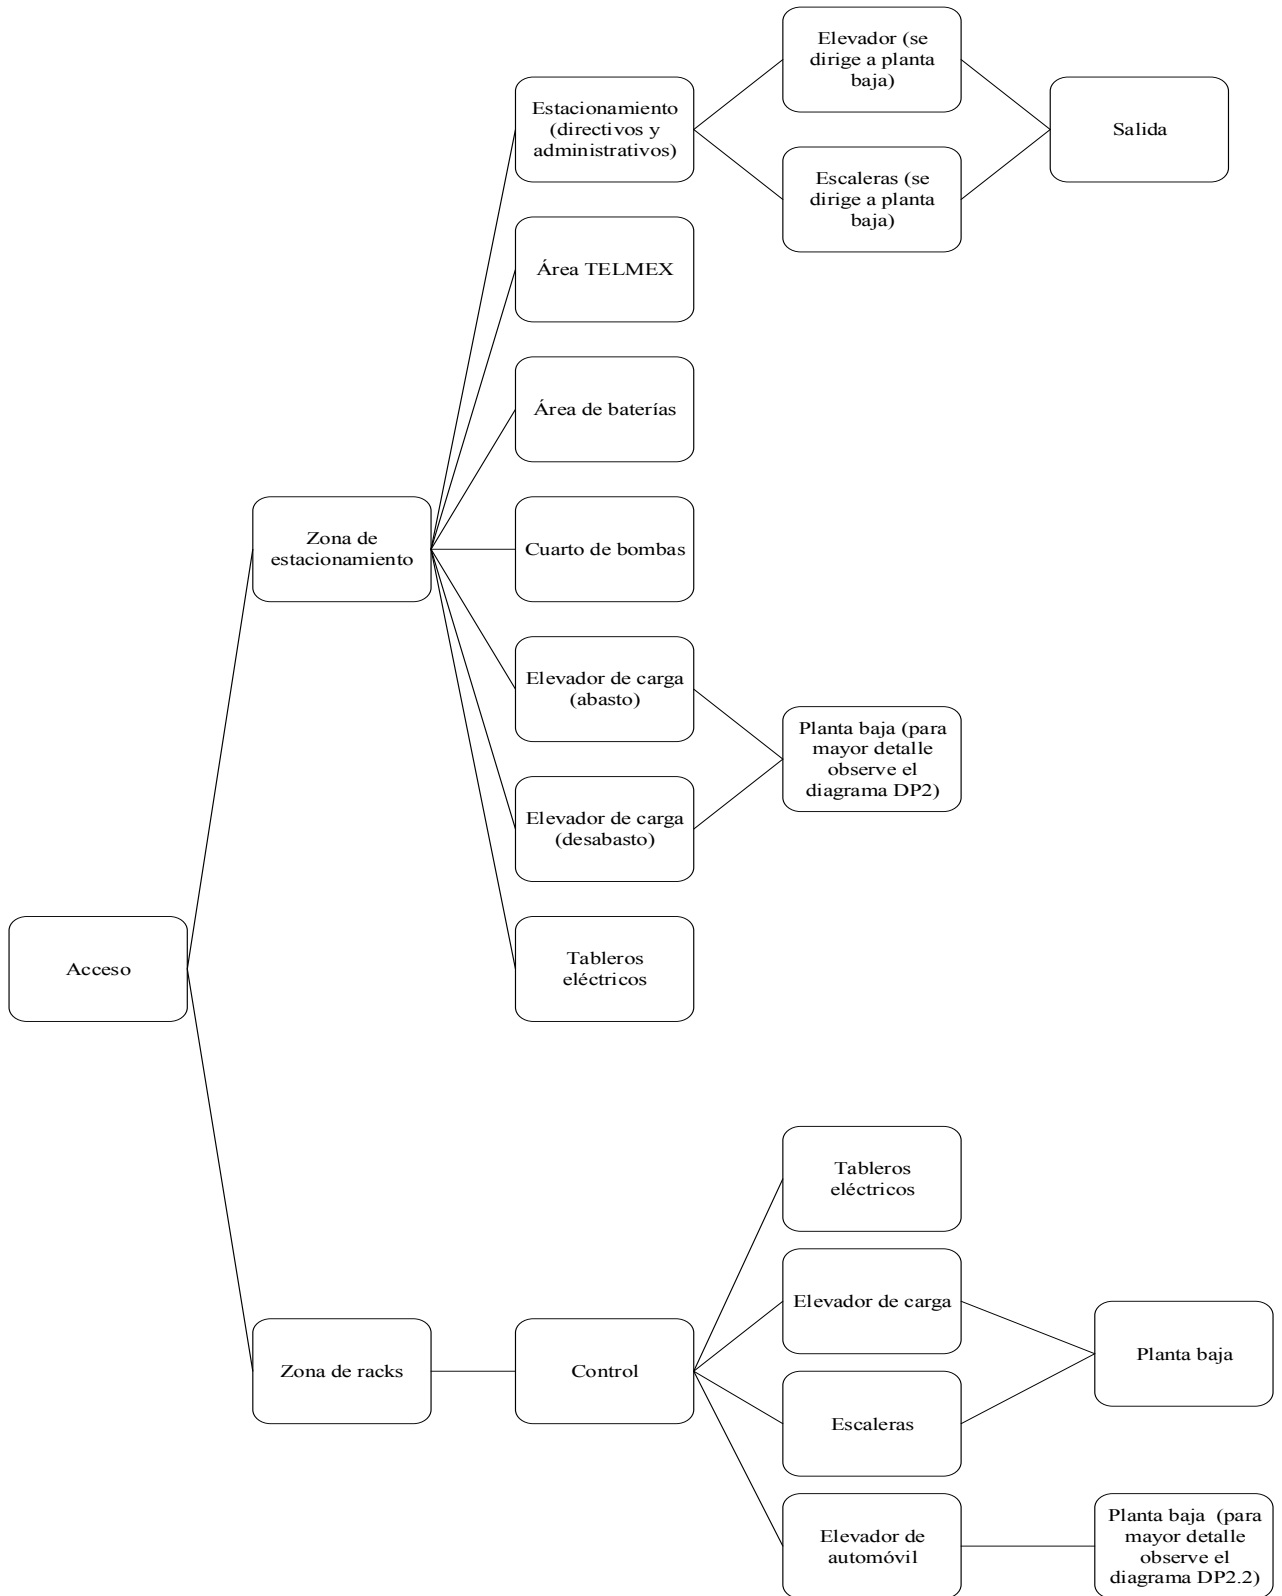 Elevador (se
dirige a planta
baja)
Estacionamiento
(directivos y
administrativos)
Salida
Escaleras (se
dirige a planta
baja)
Área TELMEX
Área de baterías
Zona de
estacionamiento
Cuarto de bombas
Elevador de carga
(abasto)
Planta baja (para
mayor detalle
observe el
diagrama DP2)
Elevador de carga
(desabasto)
Acceso
Tableros
eléctricos
Tableros
eléctricos
Elevador de carga
Planta baja
Zona de racks
Control
Escaleras
Elevador de
automóvil
Planta baja  (para
mayor detalle
observe el
diagrama DP2.2)